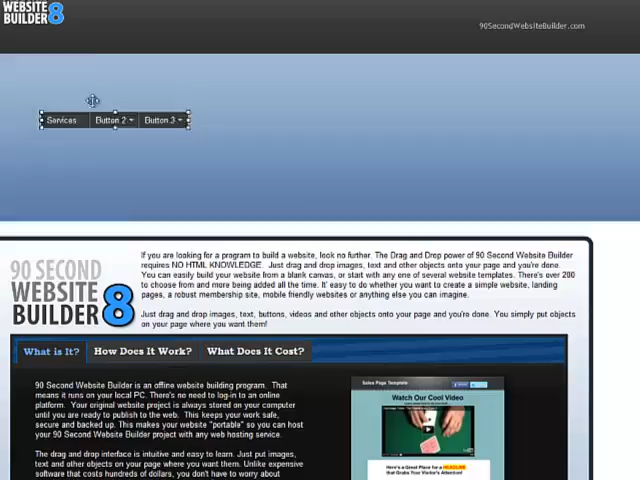 WEBSITE
BUILDER 8
90SecondWebsiteBuilder.com
Services Button 2 Button 3
90 SECOND
WEBSITE
BUILDER 8
If you are looking for a program to build a website, look no further. The Drag and Drop power of 90 Second Website Builder
requires NO HTML KNOWLEDGE. Just drag and drop images, text and other objects onto your page and you're done.
You can easily build your website from a blank canvas, or start with any one of several website templates. There's over 200
to choose from and more being added all the time. It' easy to do whether you want to create a simple website, landing
pages, a robust membership site, mobile friendly websites or anything else you can imagine.
Just drag and drop images, text, buttons, videos and other objects onto your page and you're done. You simply put objects
on your page where you want them!
What is It? How Does It Work? What Does It Cost?
90 Second Website Builder is an offline website building program. That
means it runs on your local PC. There's no need to log-in to an online
platform. Your original website project is always stored on your computer
until you are ready to publish to the web. This keeps your work safe,
secure and backed up. This makes your website "portable" so you can host
your 90 Second Website Builder project with any web hosting service.
The drag and drop interface is intuitive and easy to learn. Just put images,
text and other objects on your page where you want them. Unlike expensive
software that costs hundreds of dollars, you don't have to worry about
Sales Page Template
Watch Our Cool Video
Here's a Great Place for a HEADLINE
that Grabs Your Visitor's Attention!